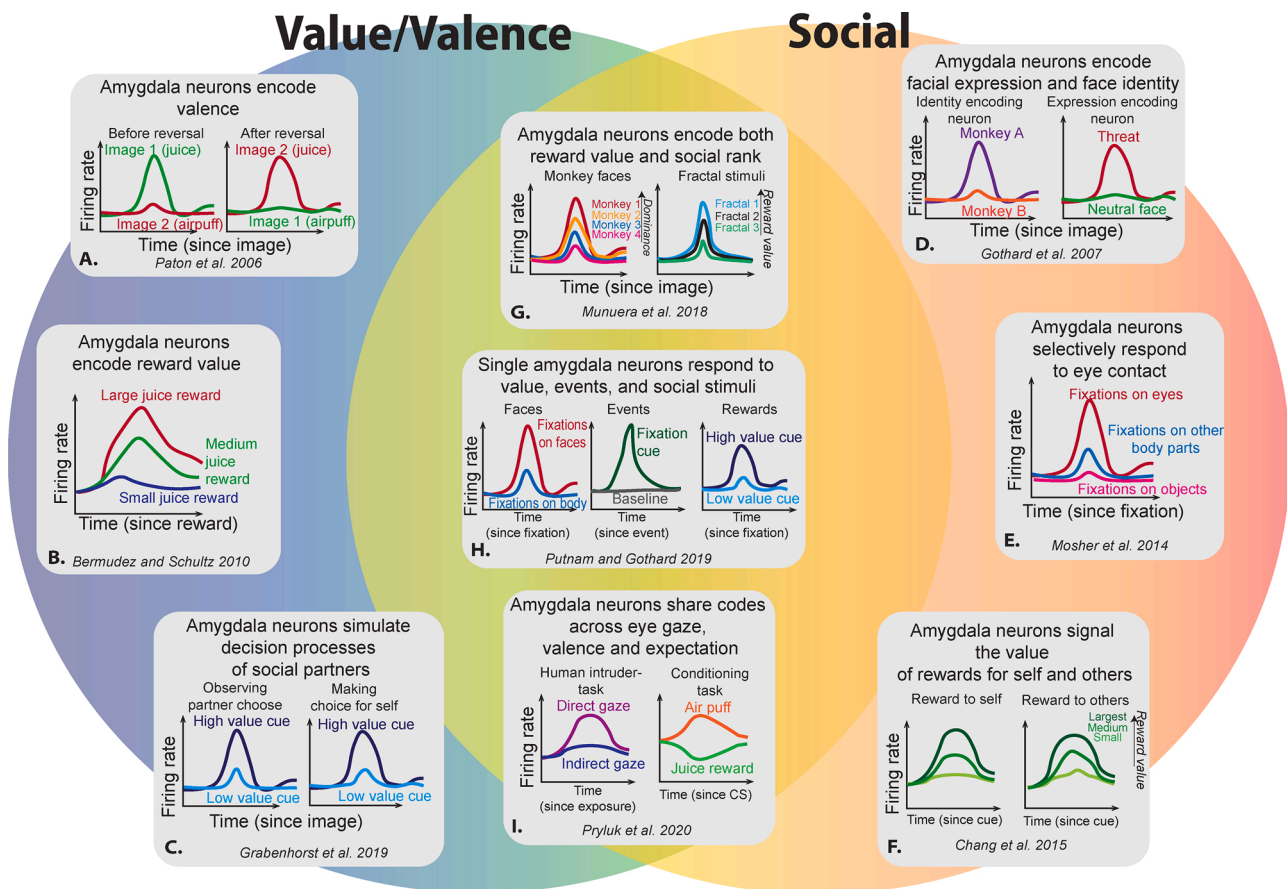 Value/Valence
Social
Amygdala neurons encode
valence
Before reversal
After reversal
Image 1 (juice)
Image 2 (juice)
Firing rate
Image 2 (airpuff)
Image 1 (airpuff)
Time (since image)
A.
Paton et al. 2006
Amygdala neurons
encode reward value
Large juice reward
Firing rate
Medium
juice
reward
Small juice reward
Time (since reward)
B.
Bermudez and Schultz 2010
Amygdala neurons simulate
decision processes
of social partners
Observing
partner choose
Making
choice for self
High value cue
High value cue
Firing rate
Low value cue
Low value cue
Time (since image)
C.
Grabenhorst et al. 2019
Amygdala neurons encode both
reward value and social rank
Monkey faces
Fractal stimuli
Firing rate
Monkey 1
Monkey 2
Monkey 3
Monkey 4
Dominance
Fractal 1
Fractal 2
Fractal 3
Reward value
Time (since image)
G.
Munuera et al. 2018
Single amygdala neurons respond to
value, events, and social stimuli
Faces
Events
Rewards
Firing rate
Fixations
on faces
Fixations on body
Fixation
cue
Baseline
High value cue
Low value cue
Time
(since fixation)
Time
(since event)
Time
(since fixation)
H.
Putnam and Gothard 2019
Amygdala neurons share codes
across eye gaze,
valence and expectation
Human intruder-
task
Conditioning
task
Firing rate
Direct gaze
Indirect gaze
Air puff
Juice reward
Time
(since exposure)
Time (since CS)
I.
Pryluk et al. 2020
Amygdala neurons encode
facial expression and face identity
Identity encoding
neuron
Expression encoding
neuron
Monkey A
Threat
Firing rate
Monkey B
Neutral face
Time (since image)
D.
Gothard et al. 2007
Amygdala neurons
selectively respond
to eye contact
Fixations on eyes
Firing rate
Fixations on other
body parts
Fixations on objects
Time (since fixation)
E.
Mosher et al. 2014
Amygdala neurons signal
the value
of rewards for self and others
Reward to self
Reward to others
Firing rate
Largest
Medium
Small
Reward value
Time (since cue)
Time (since cue)
F.
Chang et al. 2015